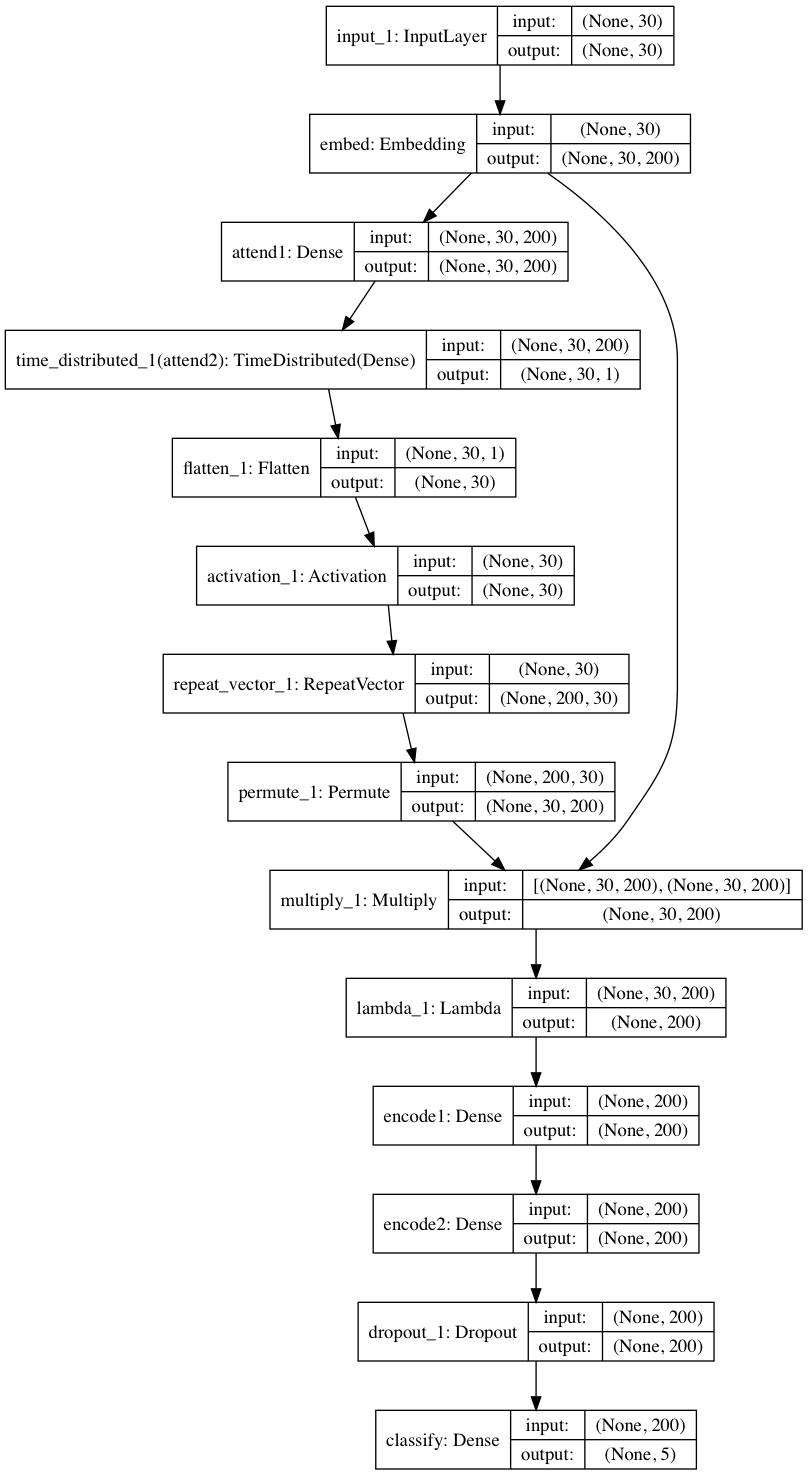 input_1: InputLayer
input: (None, 30)
output: (None, 30)
embed: Embedding
input: (None, 30)
output: (None, 30, 200)
attend1: Dense
input: (None, 30, 200)
output: (None, 30, 200)
time_distributed_1(attend2): TimeDistributed(Dense)
input: (None, 30, 200)
output: (None, 30, 1)
flatten_1: Flatten
input: (None, 30, 1)
output: (None, 30)
activation_1: Activation
input: (None, 30)
output: (None, 30)
repeat_vector_1: RepeatVector
input: (None, 30)
output: (None, 200, 30)
permute_1: Permute
input: (None, 200, 30)
output: (None, 30, 200)
multiply_1: Multiply
input: [(None, 30, 200), (None, 30, 200)]
output: (None, 30, 200)
lambda_1: Lambda
input: (None, 30, 200)
output: (None, 200)
encode1: Dense
input: (None, 200)
output: (None, 200)
encode2: Dense
input: (None, 200)
output: (None, 200)
dropout_1: Dropout
input: (None, 200)
output: (None, 200)
classify: Dense
input: (None, 200)
output: (None, 5)